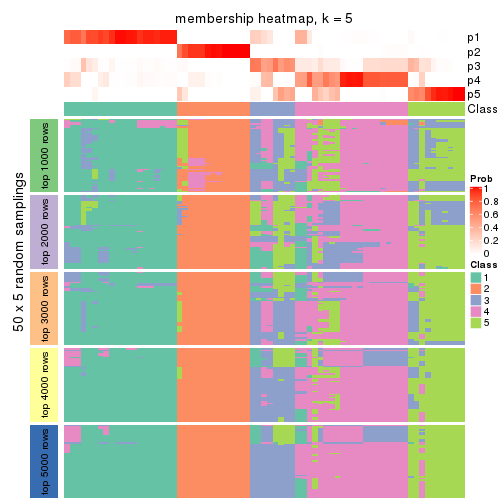 membership heatmap, k = 5
p1
p2
p3
p4
p5
Class
50 x 5 random samplings
top 1000 rows
top 2000 rows
top 3000 rows
top 4000 rows
top 5000 rows
Prob
1
0.8
0.6
0.4
0.2
0
Class
1
2
3
4
5